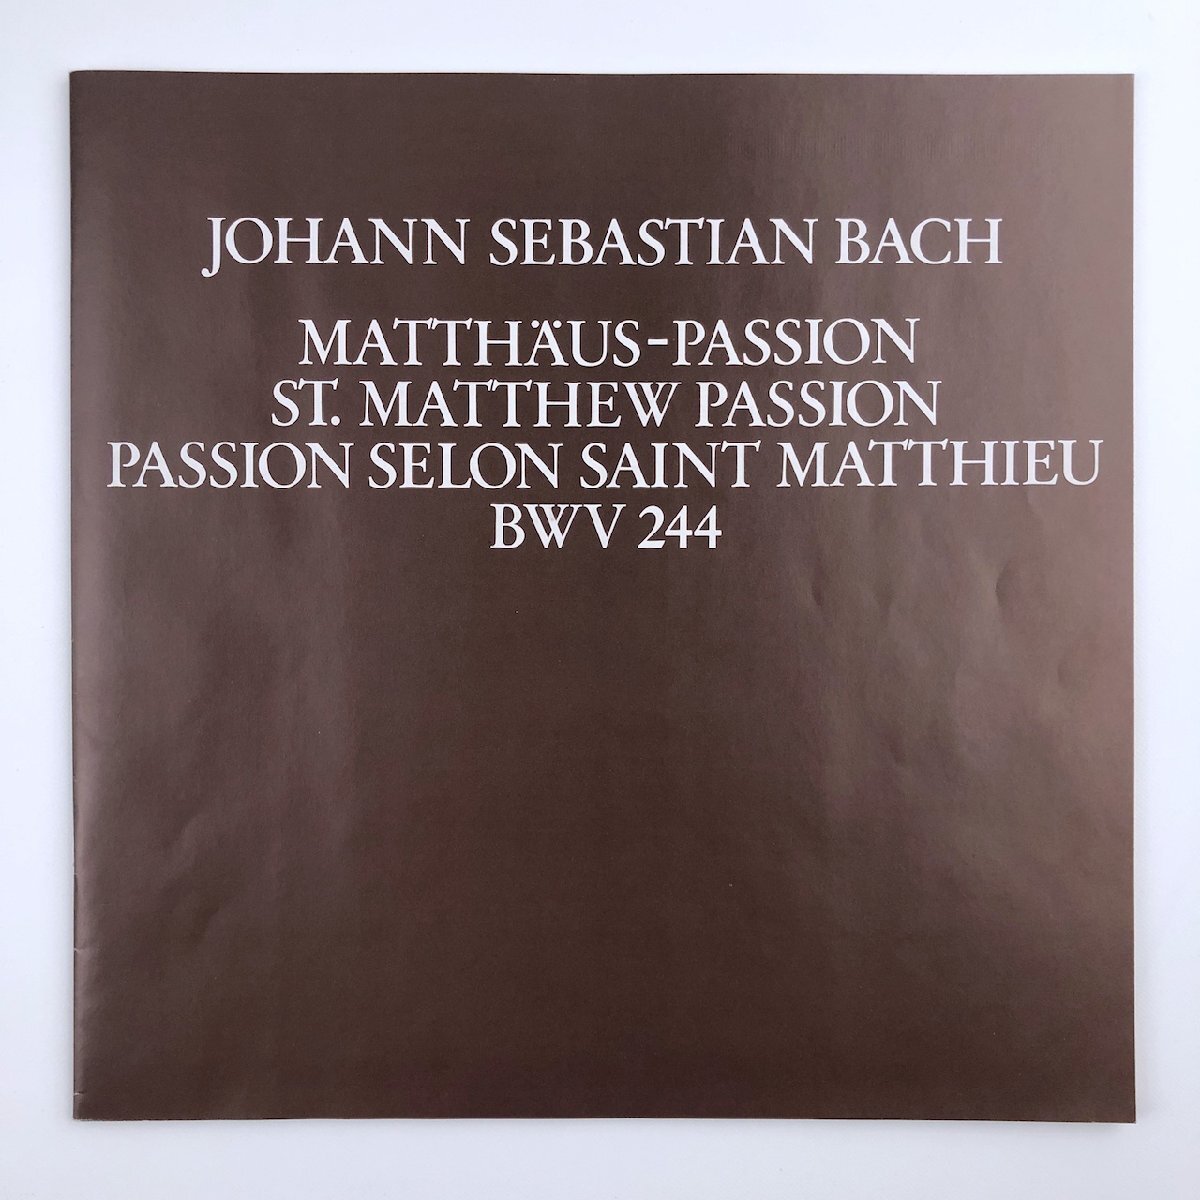 JOHANN SEBASTIAN BACH
MATTHÄUS-PASSION
ST. MATTHEW PASSION
PASSION SELON SAINT MATTHIEU
BWV 244